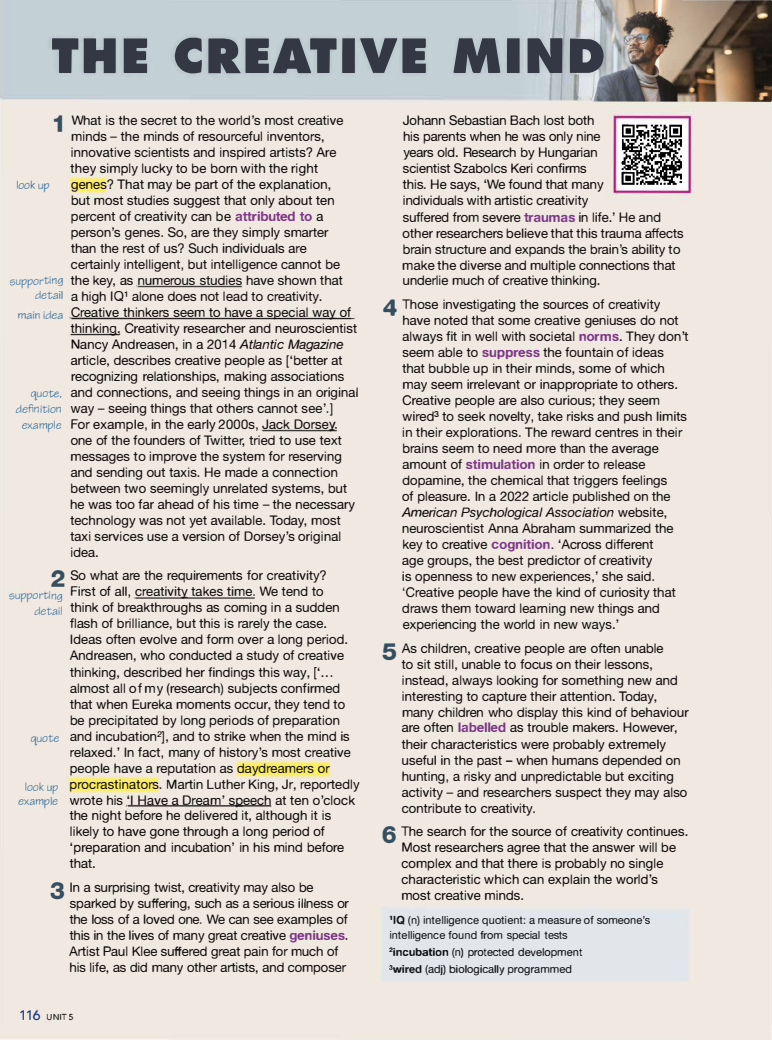 THE CREATIVE MIND
1 What is the secret to the world's most creative
minds – the minds of resourceful inventors,
innovative scientists and inspired artists? Are
they simply lucky to be born with the right
look up
genes? That may be part of the explanation,
but most studies suggest that only about ten
percent of creativity can be attributed to a
person's genes. So, are they simply smarter
than the rest of us? Such individuals are
certainly intelligent, but intelligence cannot be
supporting
detail
the key, as numerous studies have shown that
a high IQ¹ alone does not lead to creativity.
main idea
Creative thinkers seem to have a special way of
thinking. Creativity researcher and neuroscientist
Nancy Andreasen, in a 2014 Atlantic Magazine
article, describes creative people as [‘better at
recognizing relationships, making associations
quote,
definition
and connections, and seeing things in an original
way – seeing things that others cannot see’.]
example
For example, in the early 2000s, Jack Dorsey,
one of the founders of Twitter, tried to use text
messages to improve the system for reserving
and sending out taxis. He made a connection
between two seemingly unrelated systems, but
he was too far ahead of his time – the necessary
technology was not yet available. Today, most
taxi services use a version of Dorsey's original
idea.
2 So what are the requirements for creativity?
supporting
detail
First of all, creativity takes time. We tend to
think of breakthroughs as coming in a sudden
flash of brilliance, but this is rarely the case.
Ideas often evolve and form over a long period.
Andreasen, who conducted a study of creative
thinking, described her findings this way, [‘…
almost all of my (research) subjects confirmed
that when Eureka moments occur, they tend to
be precipitated by long periods of preparation
quote
and incubation²], and to strike when the mind is
relaxed.’ In fact, many of history's most creative
people have a reputation as daydreamers or
look up
procrastinators. Martin Luther King, Jr, reportedly
example
wrote his ‘I Have a Dream’ speech at ten o'clock
the night before he delivered it, although it is
likely to have gone through a long period of
‘preparation and incubation’ in his mind before
that.
3 In a surprising twist, creativity may also be
sparked by suffering, such as a serious illness or
the loss of a loved one. We can see examples of
this in the lives of many great creative geniuses.
Artist Paul Klee suffered great pain for much of
his life, as did many other artists, and composer
Johann Sebastian Bach lost both
his parents when he was only nine
years old. Research by Hungarian
scientist Szabolcs Keri confirms
this. He says, ‘We found that many
individuals with artistic creativity
suffered from severe traumas in life.’ He and
other researchers believe that this trauma affects
brain structure and expands the brain's ability to
make the diverse and multiple connections that
underlie much of creative thinking.
4 Those investigating the sources of creativity
have noted that some creative geniuses do not
always fit in well with societal norms. They don't
seem able to suppress the fountain of ideas
that bubble up in their minds, some of which
may seem irrelevant or inappropriate to others.
Creative people are also curious; they seem
wired³ to seek novelty, take risks and push limits
in their explorations. The reward centres in their
brains seem to need more than the average
amount of stimulation in order to release
dopamine, the chemical that triggers feelings
of pleasure. In a 2022 article published on the
American Psychological Association website,
neuroscientist Anna Abraham summarized the
key to creative cognition. ‘Across different
age groups, the best predictor of creativity
is openness to new experiences,’ she said.
‘Creative people have the kind of curiosity that
draws them toward learning new things and
experiencing the world in new ways.’
5 As children, creative people are often unable
to sit still, unable to focus on their lessons,
instead, always looking for something new and
interesting to capture their attention. Today,
many children who display this kind of behaviour
are often labelled as trouble makers. However,
their characteristics were probably extremely
useful in the past – when humans depended on
hunting, a risky and unpredictable but exciting
activity – and researchers suspect they may also
contribute to creativity.
6 The search for the source of creativity continues.
Most researchers agree that the answer will be
complex and that there is probably no single
characteristic which can explain the world's
most creative minds.
¹IQ (n) intelligence quotient: a measure of someone's
intelligence found from special tests
²incubation (n) protected development
³wired (adj) biologically programmed
116 UNIT 5